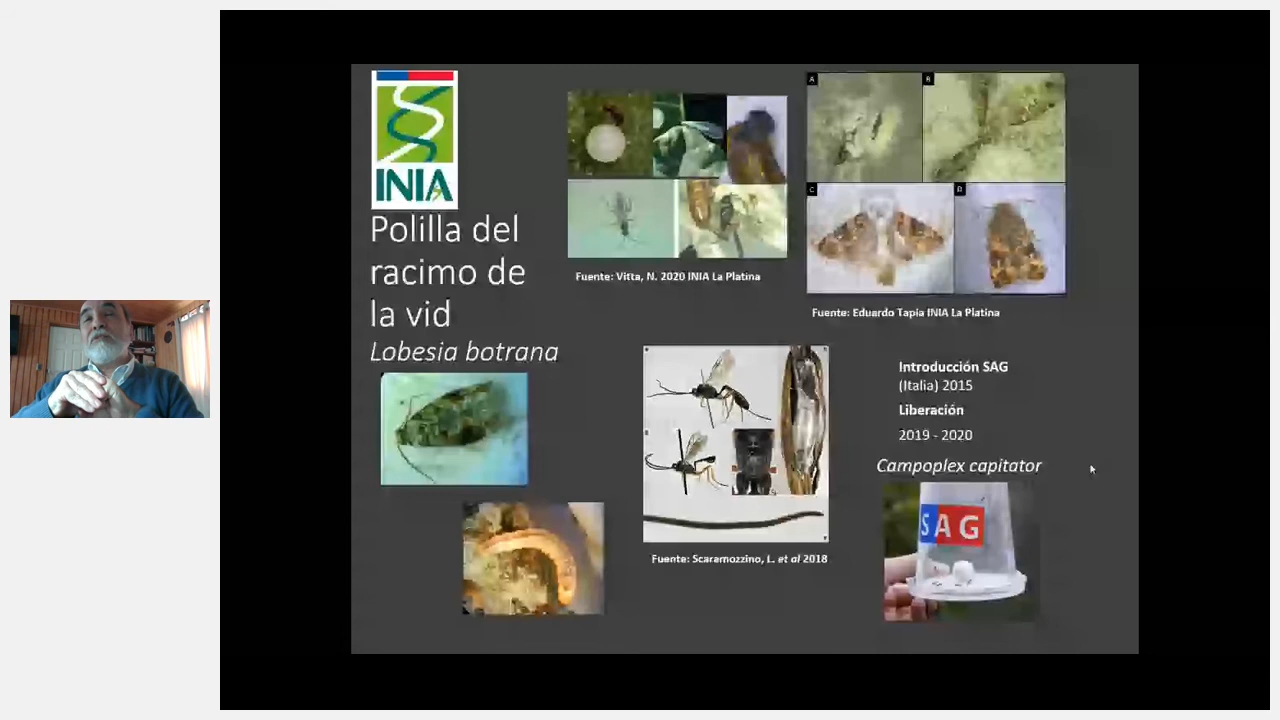 INIA
Polilla del
racimo de
la vid
Lobesia botrana
Fuente: Vitta, N. 2020 INIA La Platina
A
B
C
D
Fuente: Eduardo Tapia INIA La Platina
Fuente: Scaramozzino, L. et al 2018
Introducción SAG
(Italia) 2015
Liberación
2019 - 2020
Campoplex capitator
SAG